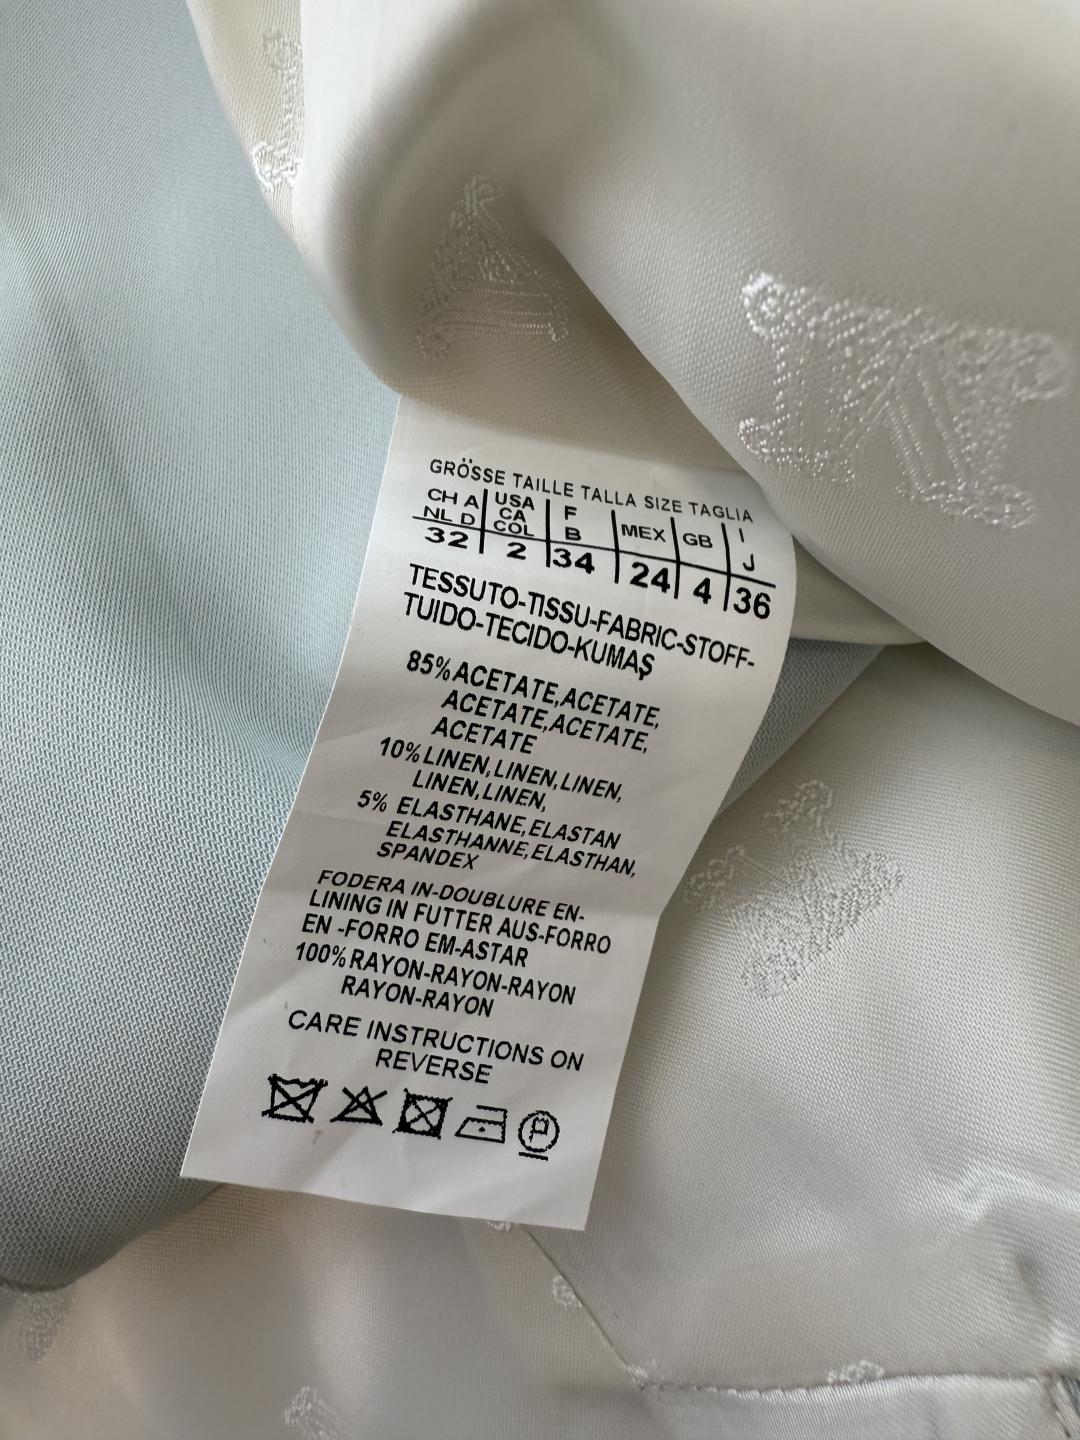 GRÖSSE TAILLE TALLA SIZE TAGLIA
CH A USA F MEX GB I
NL D CA B J
COL
32 2 34 24 4 36
TESSUTO-TISSU-FABRIC-STOFF-
TUIDO-TECIDO-KUMAŞ
85%ACETATE,ACETATE,
ACETATE,ACETATE,
ACETATE
10%LINEN,LINEN,LINEN,
LINEN,LINEN,
5% ELASTHANE,ELASTAN
ELASTHANNE,ELASTHAN,
SPANDEX
FODERA IN-DOUBLURE EN-
LINING IN FUTTER AUS-FORRO
EN -FORRO EM-ASTAR
100%RAYON-RAYON-RAYON
RAYON-RAYON
CARE INSTRUCTIONS ON
REVERSE
P